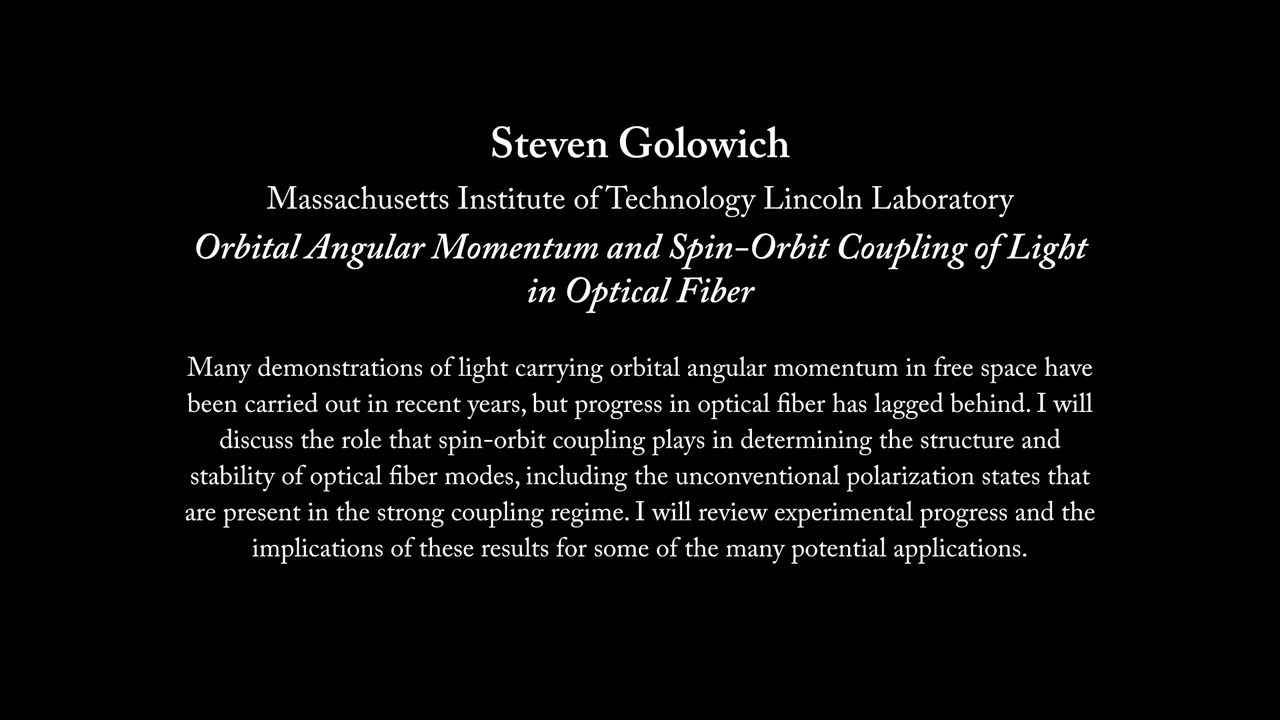 Steven Golowich
Massachusetts Institute of Technology Lincoln Laboratory
Orbital Angular Momentum and Spin-Orbit Coupling of Light
in Optical Fiber
Many demonstrations of light carrying orbital angular momentum in free space have
been carried out in recent years, but progress in optical fiber has lagged behind. I will
discuss the role that spin-orbit coupling plays in determining the structure and
stability of optical fiber modes, including the unconventional polarization states that
are present in the strong coupling regime. I will review experimental progress and the
implications of these results for some of the many potential applications.